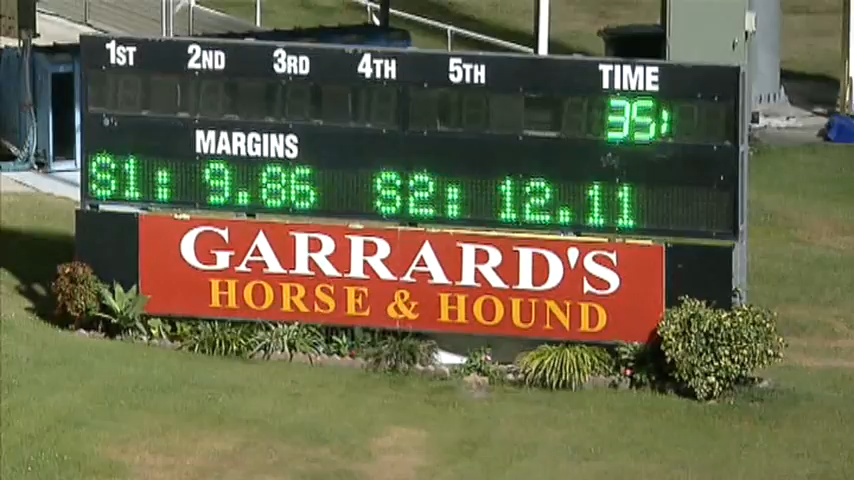 1ST 2ND 3RD 4TH 5TH TIME
35:
MARGINS
S1: 9.86 S2: 12.11
GARRARD'S
HORSE & HOUND